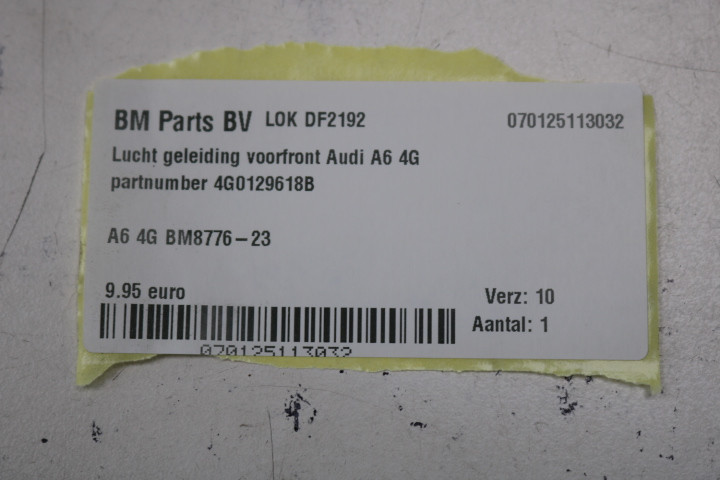 BM Parts BV LOK DF2192 070125113032
Lucht geleiding voorfront Audi A6 4G
partnumber 4G0129618B
A6 4G BM8776-23
9.95 euro Verz: 10
Aantal: 1
070125113032